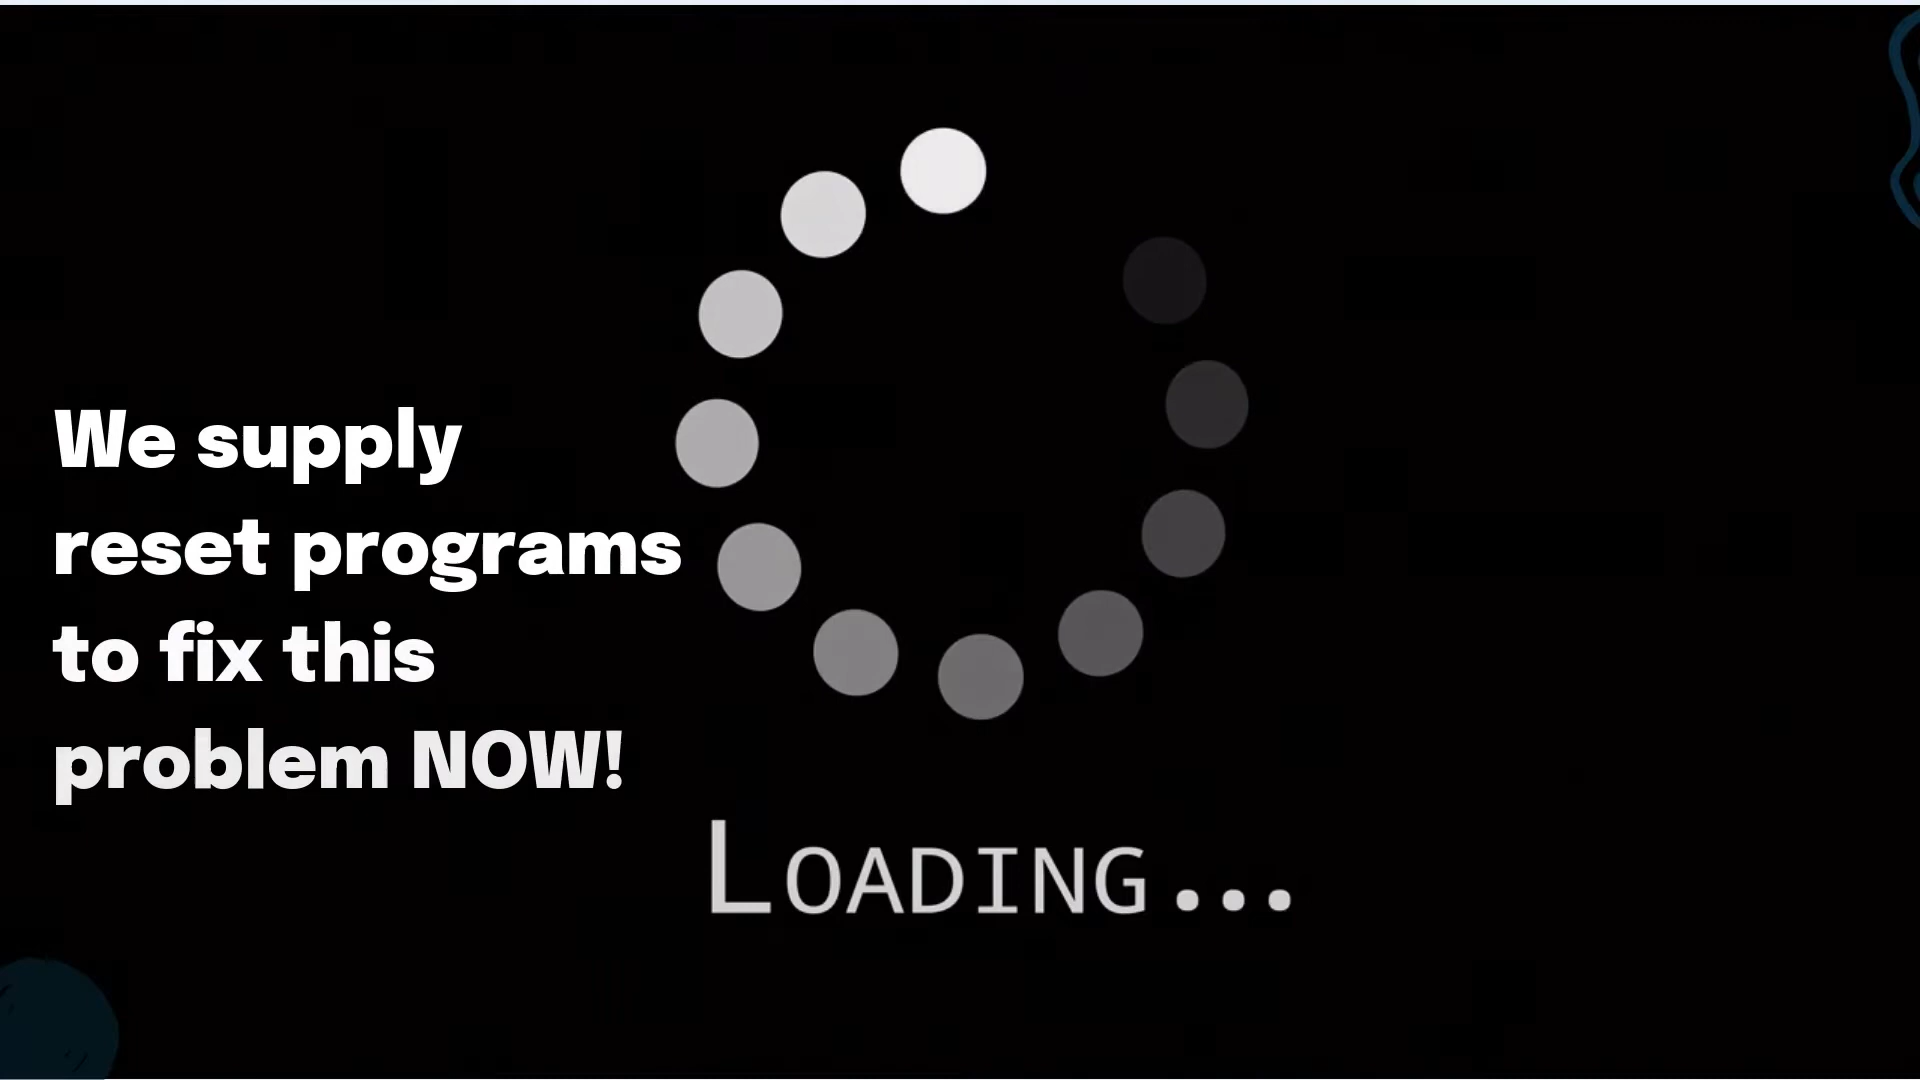 We supply
reset programs
to fix this
problem NOW!
LOADING...